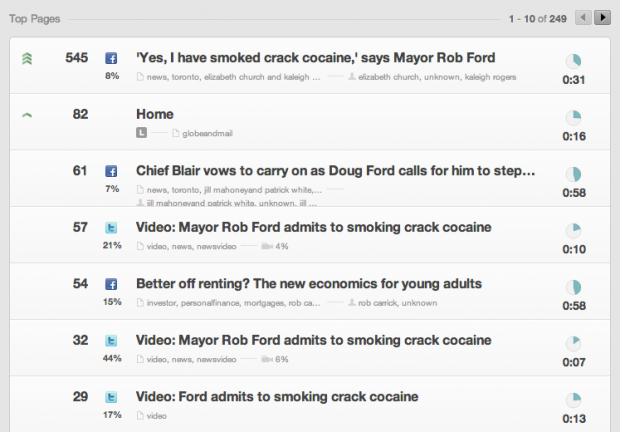 Top Pages 1 - 10 of 249
545 f 'Yes, I have smoked crack cocaine,' says Mayor Rob Ford
8% news, toronto, elizabeth church and kaleigh ... elizabeth church, unknown, kaleigh rogers
0:31
82 Home
L globeandmail
0:16
61 f Chief Blair vows to carry on as Doug Ford calls for him to step...
7% news, toronto, jill mahoneyand patrick white,...
jill mahoneyand patrick white, unknown, jill ...
0:58
57 t Video: Mayor Rob Ford admits to smoking crack cocaine
21% video, news, newsvideo 4%
0:10
54 f Better off renting? The new economics for young adults
15% investor, personalfinance, mortgages, rob ca... rob carrick, unknown
0:58
32 t Video: Mayor Rob Ford admits to smoking crack cocaine
44% video, news, newsvideo 6%
0:07
29 t Video: Ford admits to smoking crack cocaine
17% video
0:13